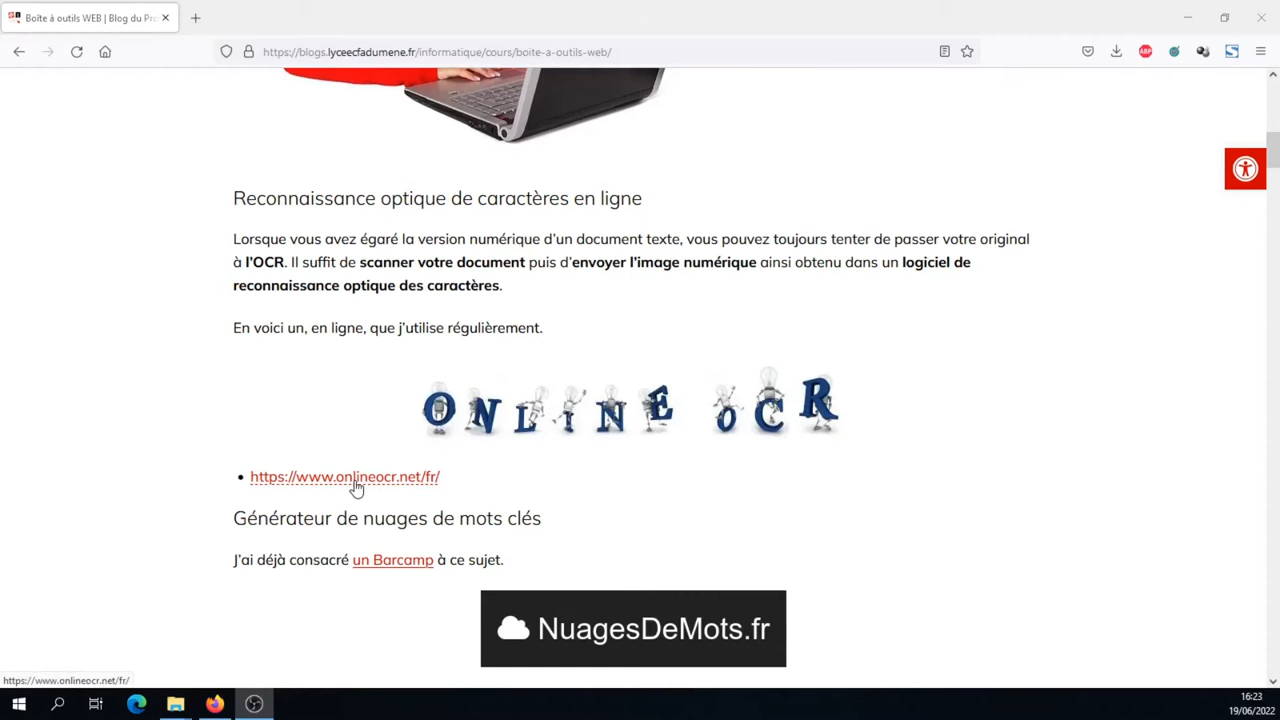 Boîte à outils WEB | Blog du Pro
https://blogs.lyceecfadumene.fr/informatique/cours/boite-a-outils-web/
ABP
Reconnaissance optique de caractères en ligne
Lorsque vous avez égaré la version numérique d'un document texte, vous pouvez toujours tenter de passer votre original
à l'OCR. Il suffit de scanner votre document puis d'envoyer l'image numérique ainsi obtenu dans un logiciel de
reconnaissance optique des caractères.
En voici un, en ligne, que j'utilise régulièrement.
ONLINE OCR
• https://www.onlineocr.net/fr/
Générateur de nuages de mots clés
J'ai déjà consacré un Barcamp à ce sujet.
NuagesDeMots.fr
https://www.onlineocr.net/fr/
16:23
19/06/2022